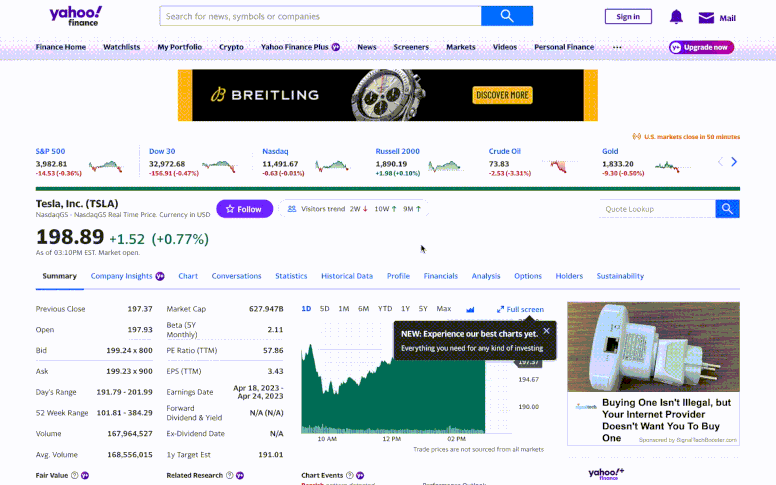 yahoo!
finance
Search for news, symbols or companies
Sign in
Mail
Finance Home Watchlists My Portfolio Crypto Yahoo Finance Plus News Screeners Markets Videos Personal Finance ...
Upgrade now
BREITLING
DISCOVER MORE
U.S. markets close in 50 minutes
S&P 500 Dow 30 Nasdaq Russell 2000 Crude Oil Gold
3,982.81 32,972.68 11,491.67 1,890.19 73.83 1,833.20
-14.53 (-0.36%) -156.91 (-0.47%) -0.63 (-0.01%) +1.98 (+0.10%) -2.53 (-3.31%) -9.30 (-0.50%)
Tesla, Inc. (TSLA)
NasdaqGS - NasdaqGS Real Time Price. Currency in USD
Follow
Visitors trend 2W ↓ 10W ↑ 9M ↑
Quote Lookup
198.89 +1.52 (+0.77%)
As of 03:10PM EST. Market open.
Summary Company Insights Chart Conversations Statistics Historical Data Profile Financials Analysis Options Holders Sustainability
Previous Close 197.37
Open 197.93
Bid 199.24 x 800
Ask 199.23 x 900
Day's Range 191.79 - 201.99
52 Week Range 101.81 - 384.29
Volume 167,964,527
Avg. Volume 168,556,015
Market Cap 627.947B
Beta (5Y Monthly) 2.11
PE Ratio (TTM) 57.86
EPS (TTM) 3.43
Earnings Date Apr 18, 2023 - Apr 24, 2023
Forward Dividend & Yield N/A (N/A)
Ex-Dividend Date N/A
1y Target Est 191.01
1D 5D 1M 6M YTD 1Y 5Y Max
Full screen
NEW: Experience our best charts yet.
Everything you need for any kind of investing
197.37
194.67
190.00
10 AM 12 PM 02 PM
Trade prices are not sourced from all markets
Buying One Isn't Illegal, but
Your Internet Provider
Doesn't Want You To Buy
One
Sponsored by SignalTechBooster.com
Fair Value
Related Research
Chart Events
yahoo!+
finance